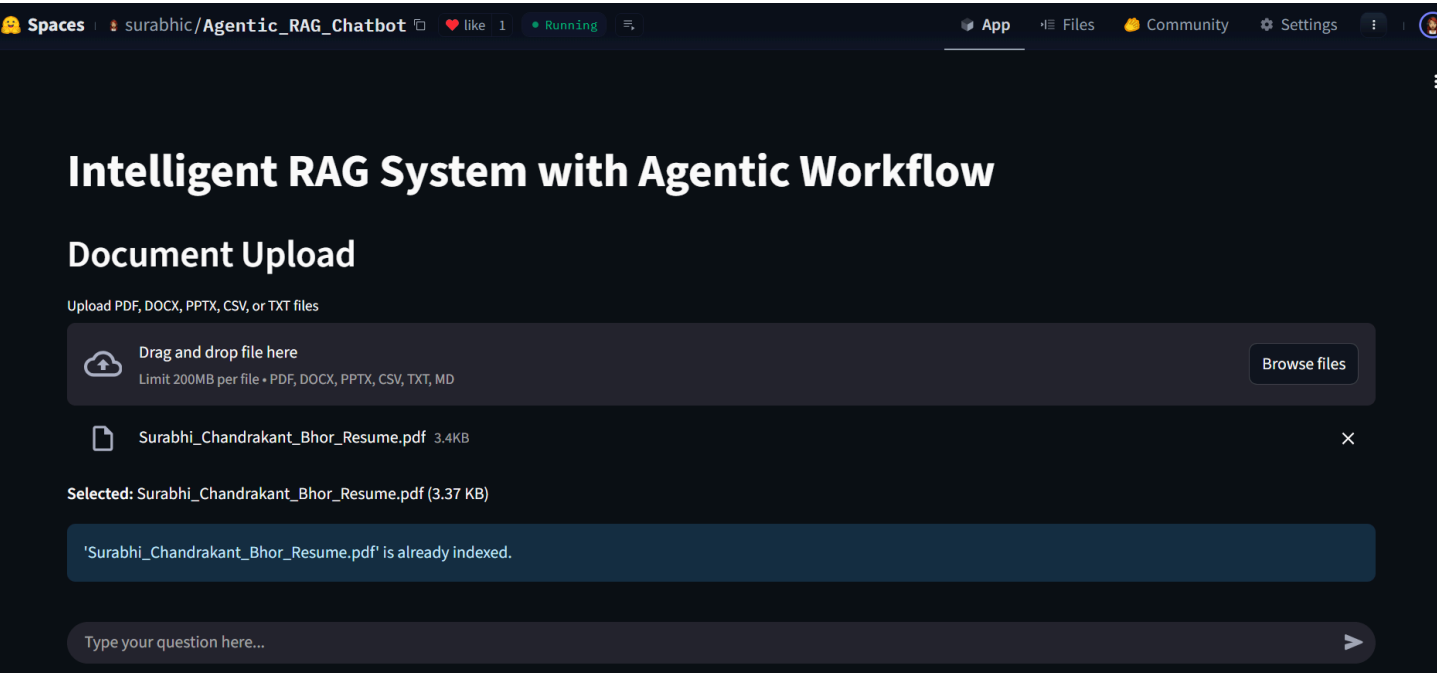 Spaces surabhic/Agentic_RAG_Chatbot like 1 Running App Files Community Settings
Intelligent RAG System with Agentic Workflow
Document Upload
Upload PDF, DOCX, PPTX, CSV, or TXT files
Drag and drop file here
Limit 200MB per file • PDF, DOCX, PPTX, CSV, TXT, MD
Browse files
Surabhi_Chandrakant_Bhor_Resume.pdf 3.4KB
Selected: Surabhi_Chandrakant_Bhor_Resume.pdf (3.37 KB)
'Surabhi_Chandrakant_Bhor_Resume.pdf' is already indexed.
Type your question here...